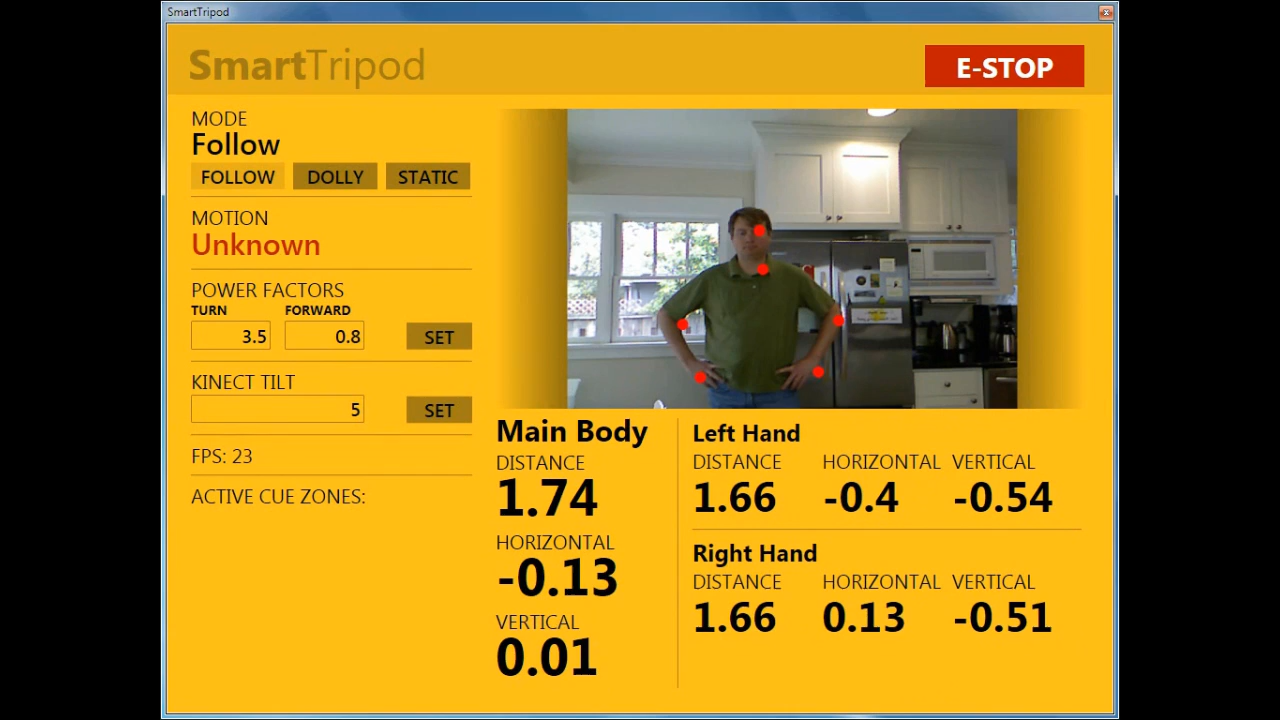 SmartTripod
SmartTripod
E-STOP
MODE
Follow
FOLLOW DOLLY STATIC
MOTION
Unknown
POWER FACTORS
TURN FORWARD
3.5 0.8 SET
KINECT TILT
5 SET
FPS: 23
ACTIVE CUE ZONES:
Main Body
DISTANCE
1.74
HORIZONTAL
-0.13
VERTICAL
0.01
Left Hand
DISTANCE HORIZONTAL VERTICAL
1.66 -0.4 -0.54
Right Hand
DISTANCE HORIZONTAL VERTICAL
1.66 0.13 -0.51